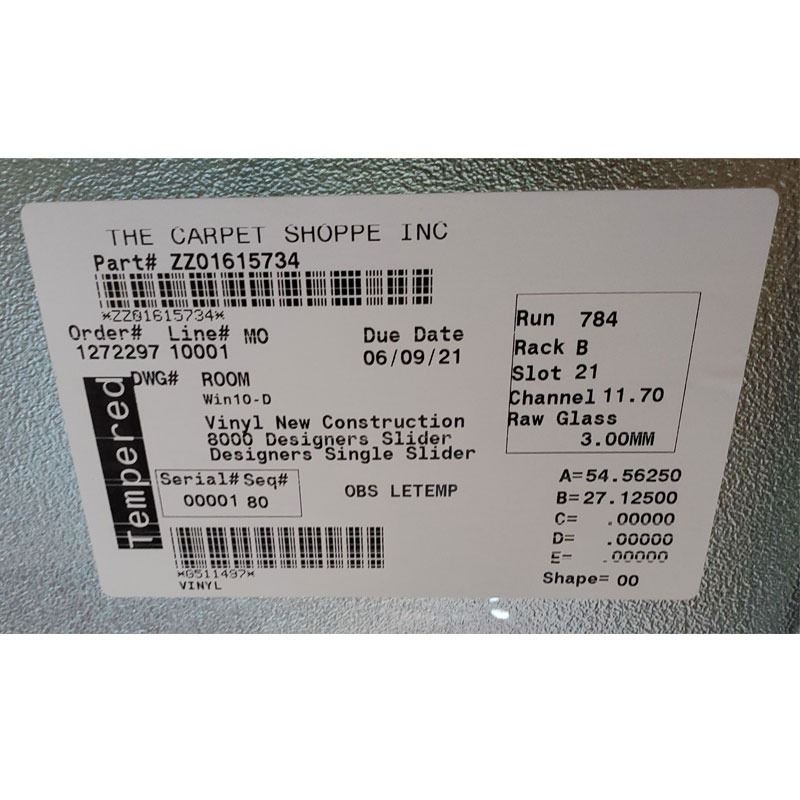 THE CARPET SHOPPE INC
Part# ZZ01615734
*ZZ01615734*
Order# Line# MO
1272297 10001
Due Date
06/09/21
Run 784
Rack B
Slot 21
Channel 11.70
Raw Glass
3.00MM
Tempered
DWG# ROOM
Win10-D
Vinyl New Construction
8000 Designers Slider
Designers Single Slider
Serial# Seq#
00001 80
OBS LETEMP
A=54.56250
B=27.12500
C= .00000
D= .00000
E= .00000
Shape= 00
*0511497*
VINYL